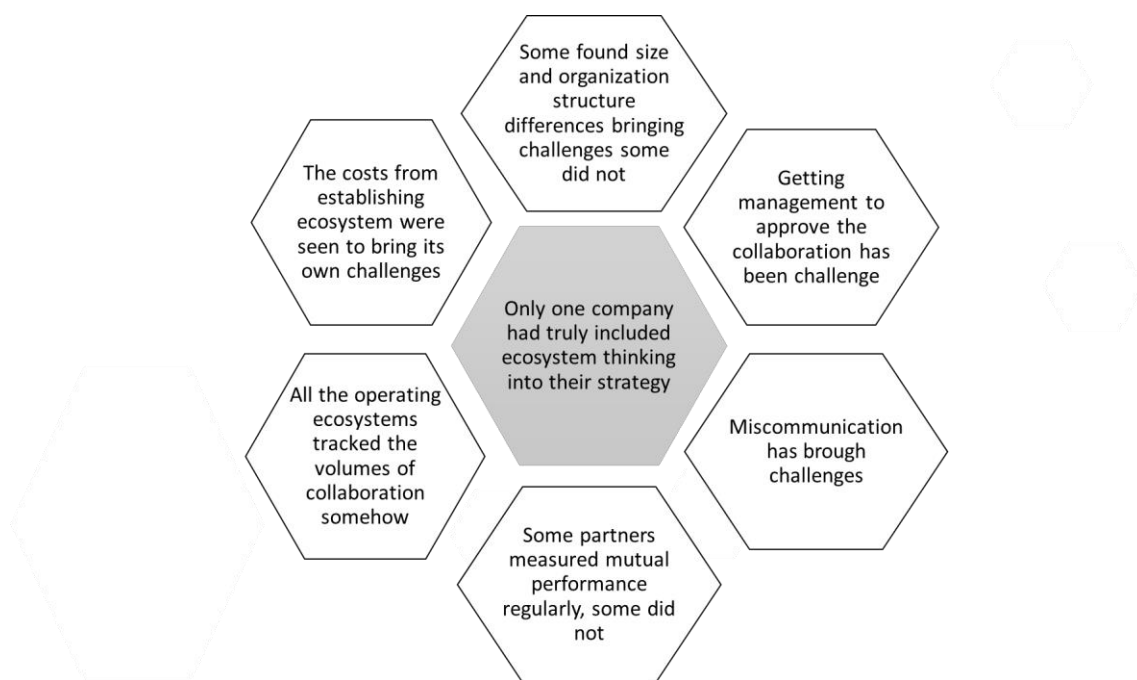 Some found size
and organization
structure
differences bringing
challenges some
did not
The costs from
establishing
ecosystem were
seen to bring its
own challenges
Getting
management to
approve the
collaboration has
been challenge
Only one company
had truly included
ecosystem thinking
into their strategy
All the operating
ecosystems
tracked the
volumes of
collaboration
somehow
Miscommunication
has brough
challenges
Some partners
measured mutual
performance
regularly, some did
not